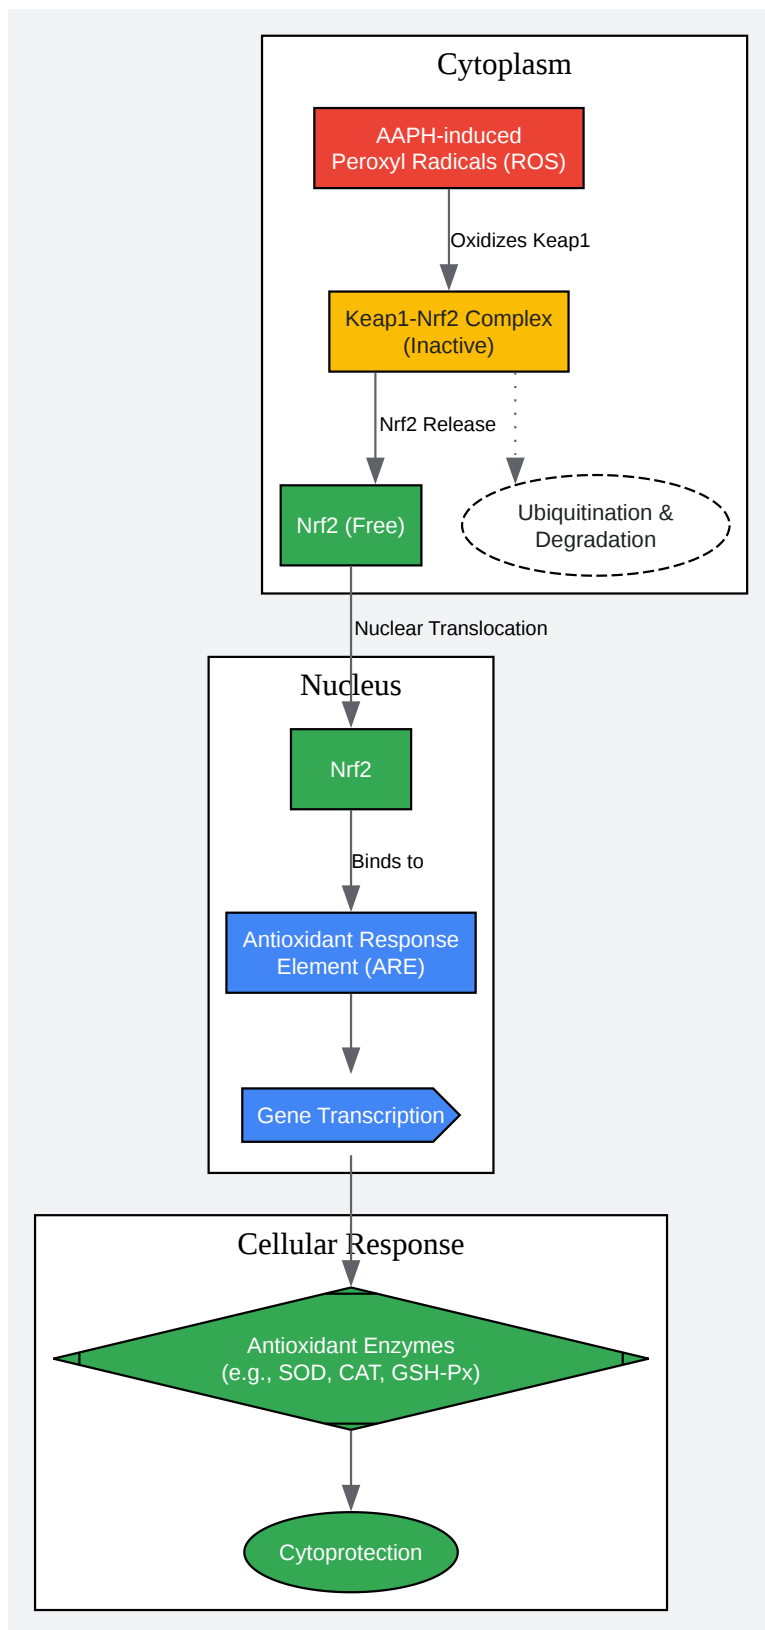 Cytoplasm
AAPH-induced
Peroxyl Radicals (ROS)
Oxidizes Keap1
Keap1-Nrf2 Complex
(Inactive)
Nrf2 Release
Nrf2 (Free)
Ubiquitination &
Degradation
Nuclear Translocation
Nucleus
Nrf2
Binds to
Antioxidant Response
Element (ARE)
Gene Transcription
Cellular Response
Antioxidant Enzymes
(e.g., SOD, CAT, GSH-Px)
Cytoprotection